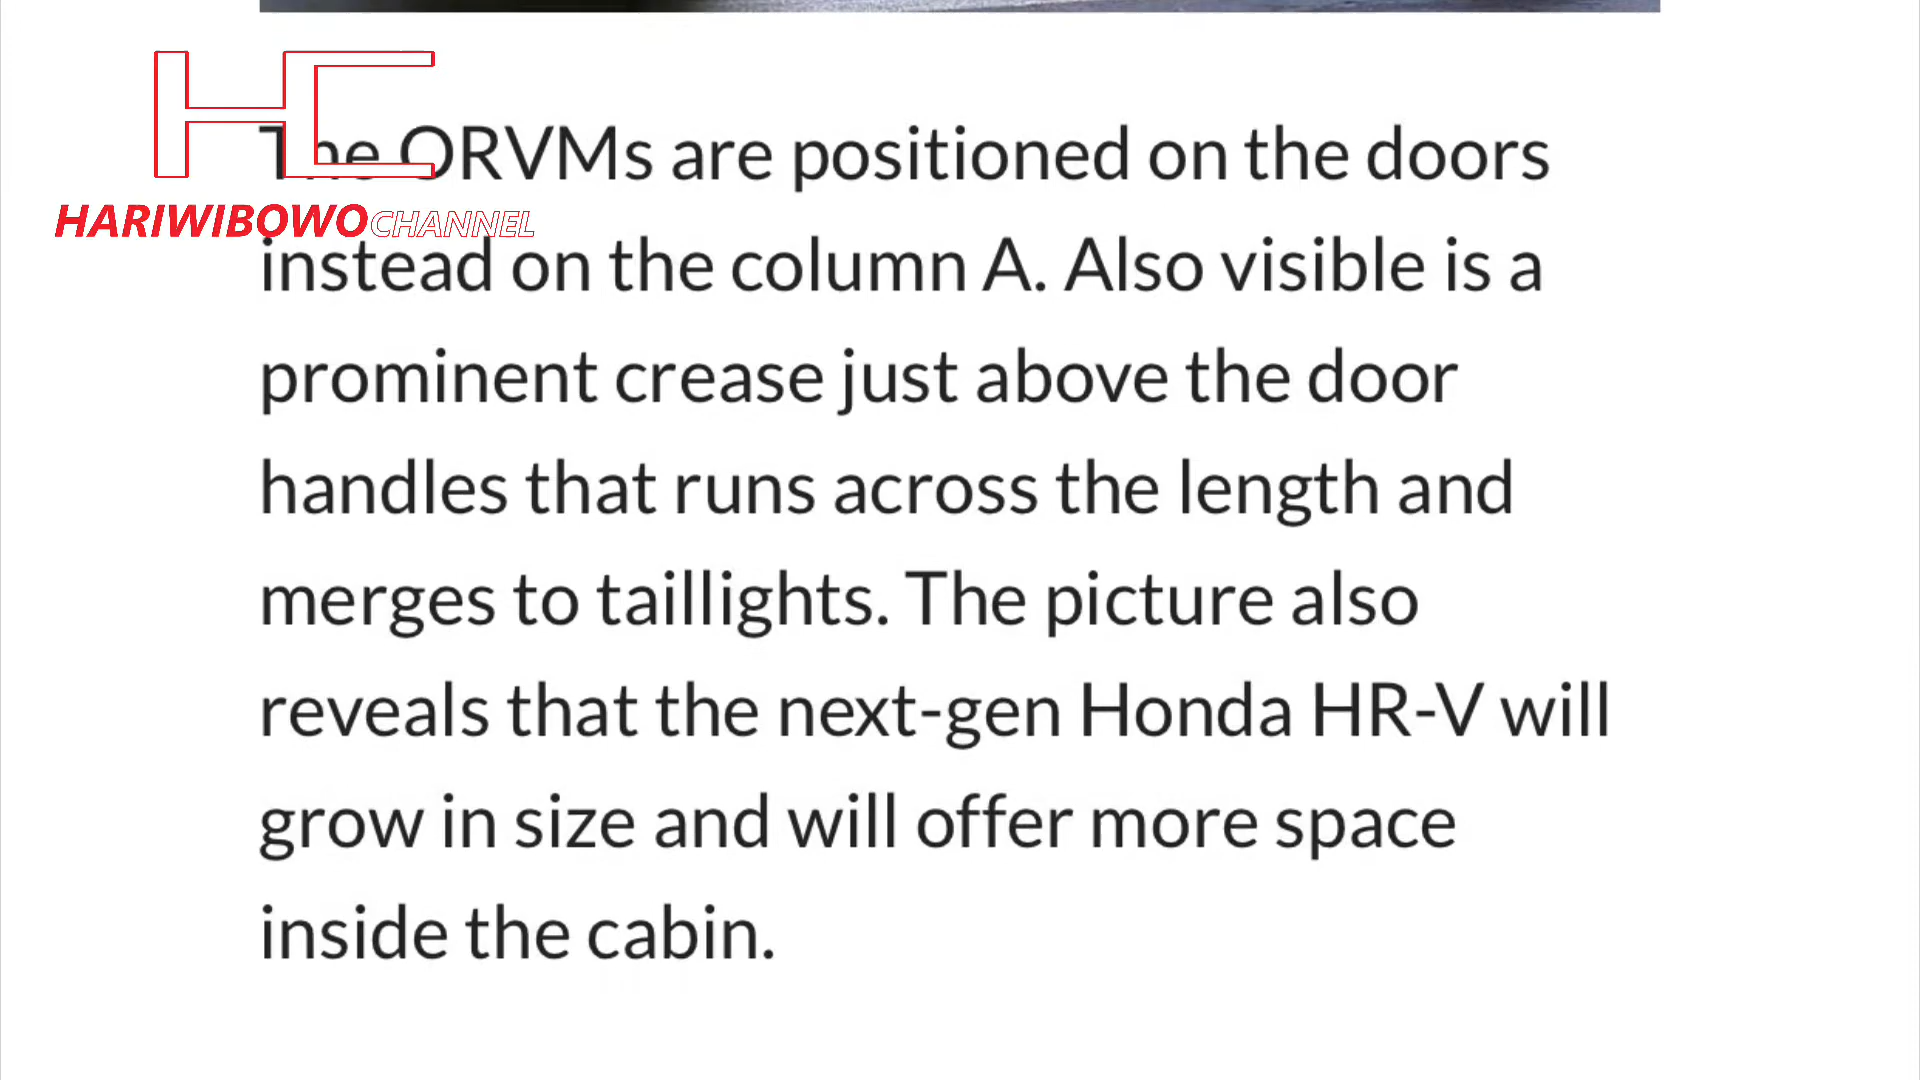 HC
HARIWIBOWO CHANNEL
The ORVMs are positioned on the doors
instead on the column A. Also visible is a
prominent crease just above the door
handles that runs across the length and
merges to taillights. The picture also
reveals that the next-gen Honda HR-V will
grow in size and will offer more space
inside the cabin.